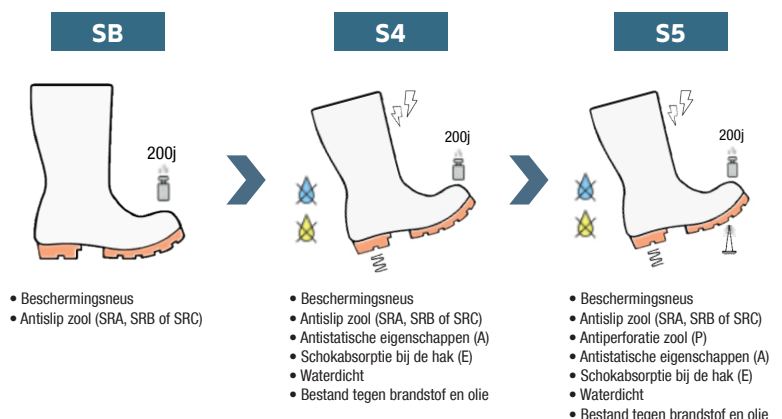 SB
200j
• Beschermingsneus
• Antislip zool (SRA, SRB of SRC)
S4
200j
• Beschermingsneus
• Antislip zool (SRA, SRB of SRC)
• Antistatische eigenschappen (A)
• Schokabsorptie bij de hak (E)
• Waterdicht
• Bestand tegen brandstof en olie
S5
200j
• Beschermingsneus
• Antislip zool (SRA, SRB of SRC)
• Antiperforatie zool (P)
• Antistatische eigenschappen (A)
• Schokabsorptie bij de hak (E)
• Waterdicht
• Bestand tegen brandstof en olie